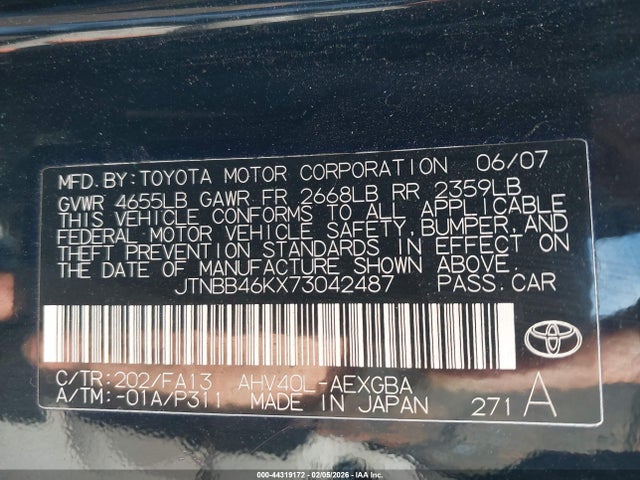 MFD.BY:TOYOTA MOTOR CORPORATION 06/07
GVWR 4655LB GAWR FR 2668LB RR 2359LB
THIS VEHICLE CONFORMS TO ALL APPLICABLE
FEDERAL MOTOR VEHICLE SAFETY,BUMPER,AND
THEFT PREVENTION STANDARDS IN EFFECT ON
THE DATE OF MANUFACTURE SHOWN ABOVE.
JTNBB46KX73042487 PASS.CAR
C/TR:202/FA13 AHV40L-AEXGBA
A/TM:-01A/P311 MADE IN JAPAN 271 A
000-44319172 - 02/05/2026 - IAA Inc.